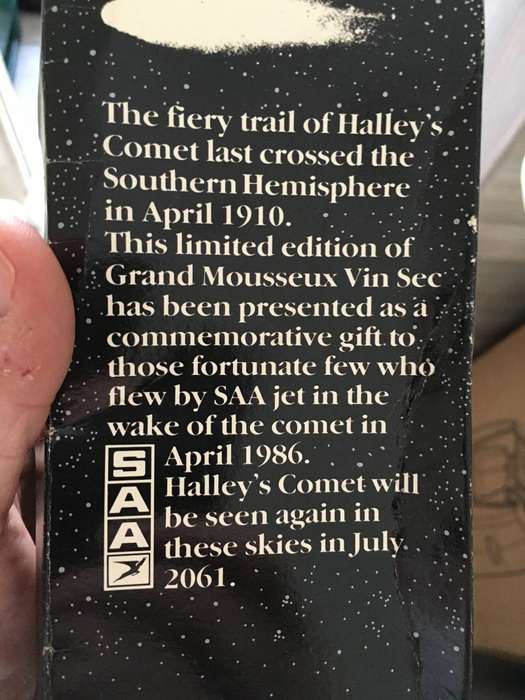 The fiery trail of Halley's
Comet last crossed the
Southern Hemisphere
in April 1910.
This limited edition of
Grand Mousseux Vin Sec
has been presented as a
commemorative gift to
those fortunate few who
flew by SAA jet in the
wake of the comet in
April 1986.
Halley's Comet will
be seen again in
these skies in July
2061.
S
A
A